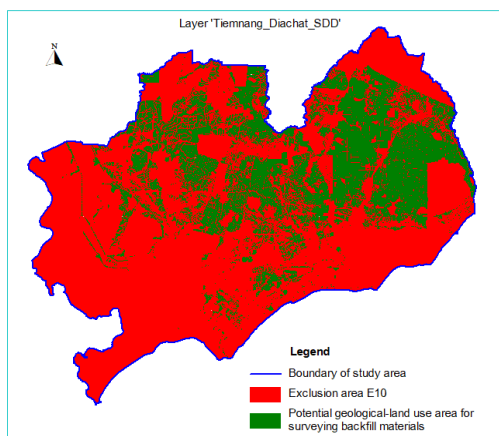 Layer 'Tiemnang_Diachat_SDD'
N
Legend
Boundary of study area
Exclusion area E10
Potential geological-land use area for
surveying backfill materials